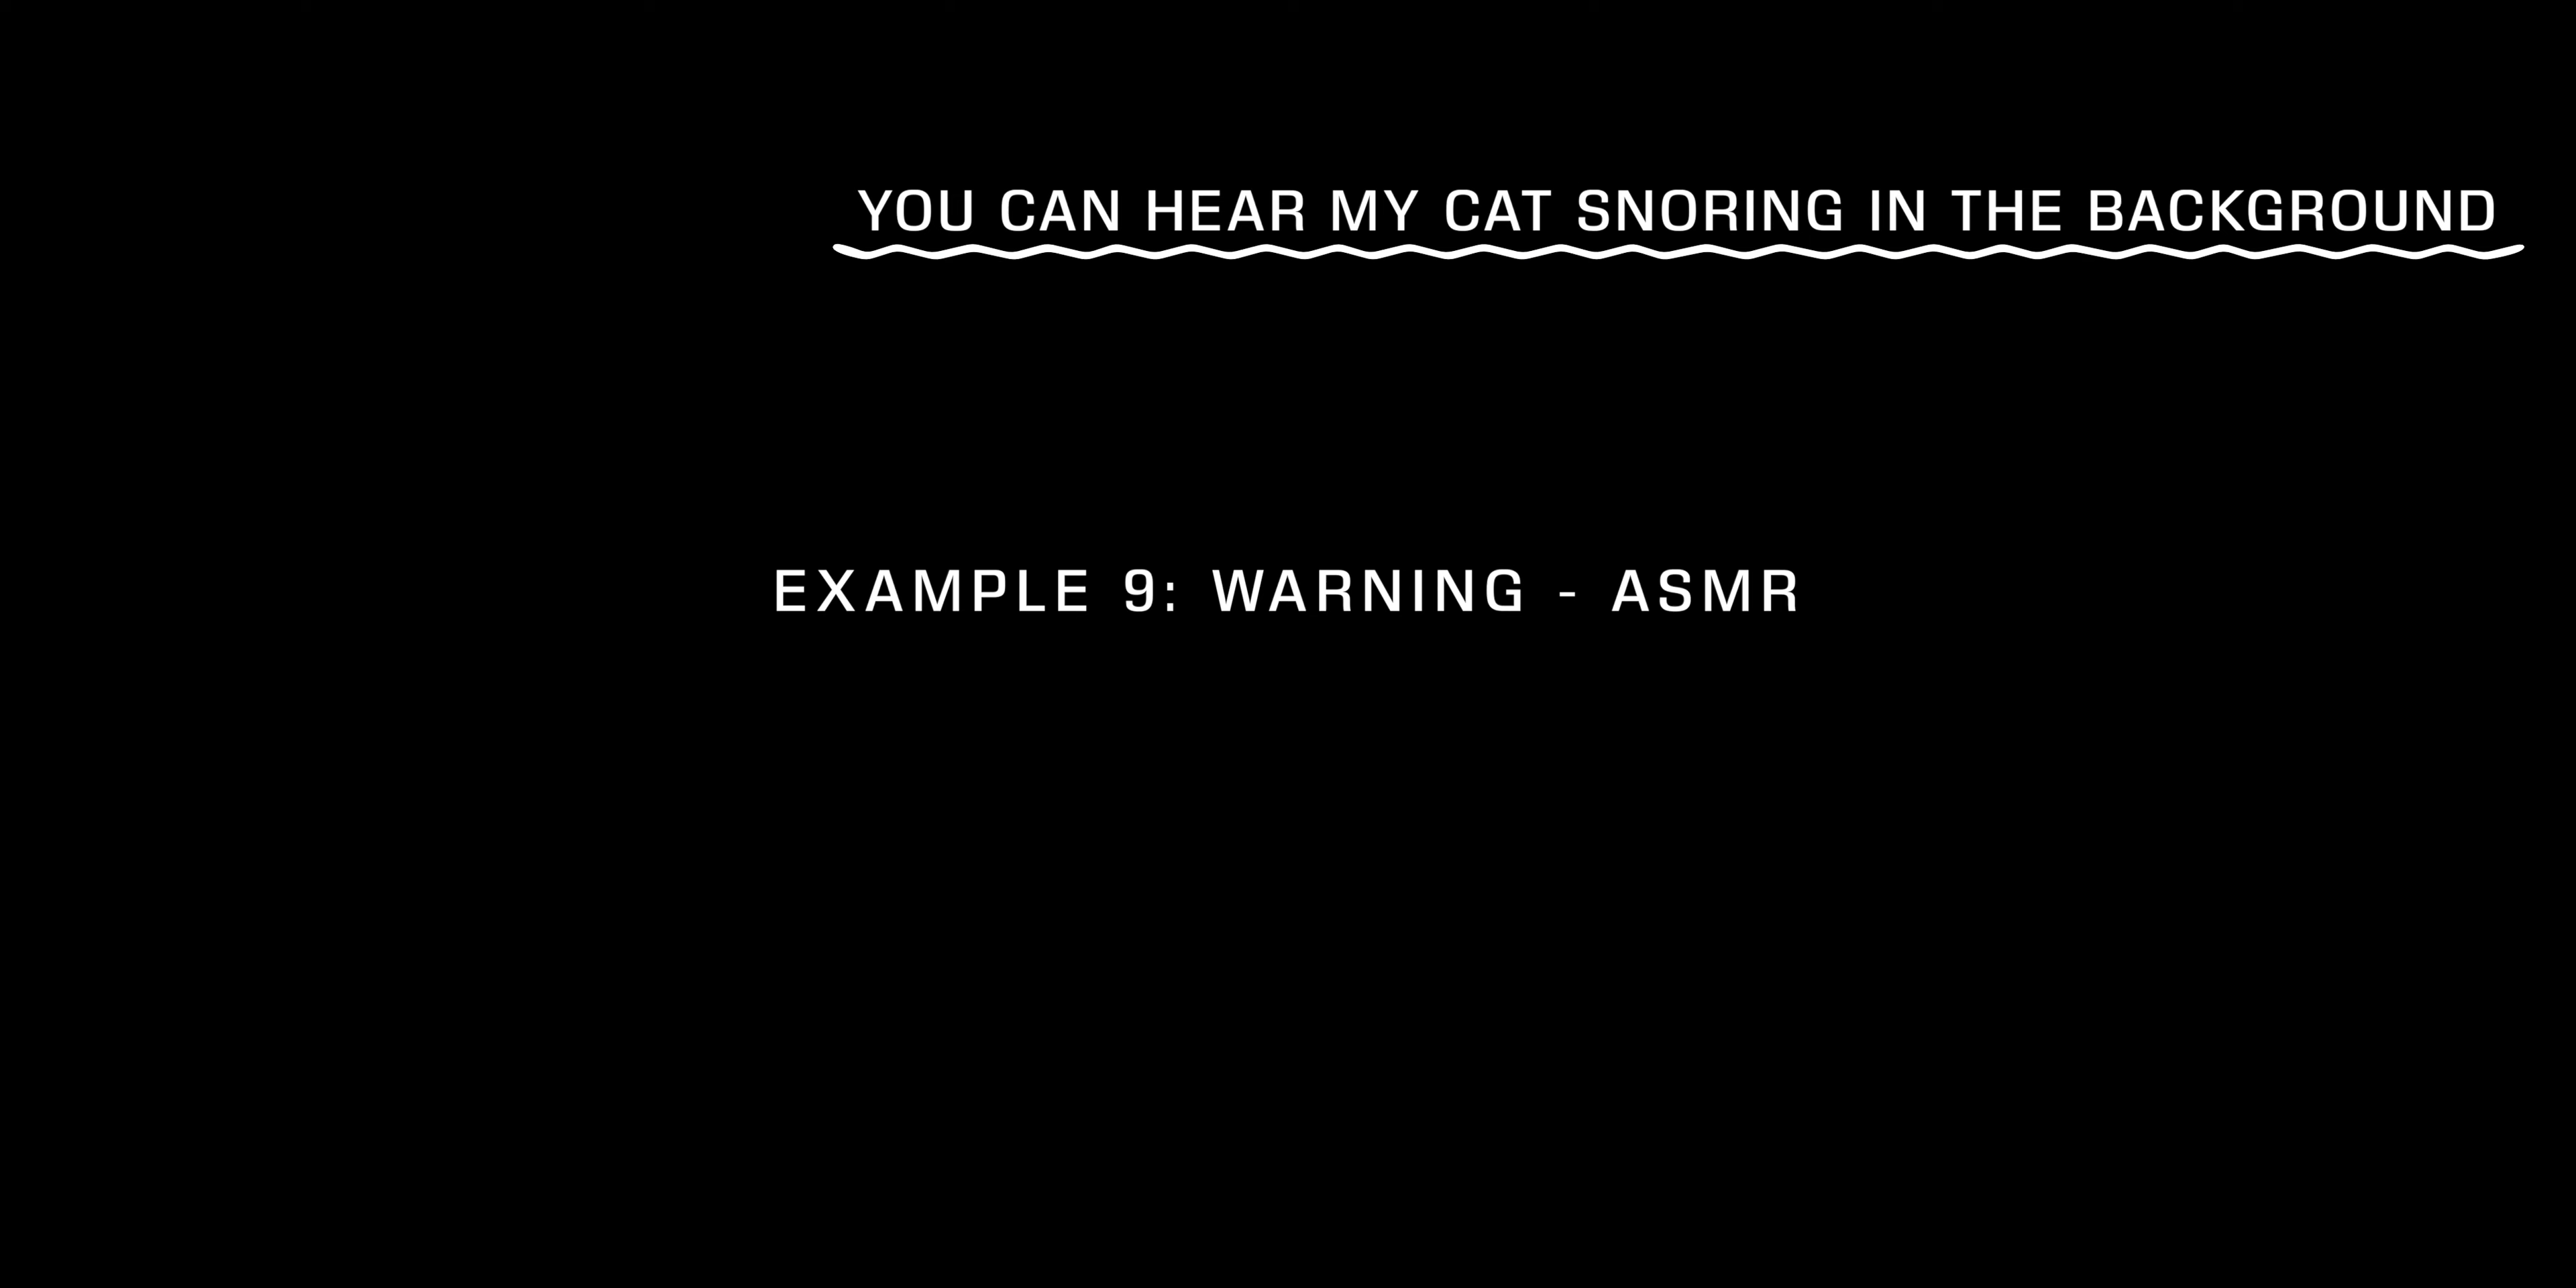 YOU CAN HEAR MY CAT SNORING IN THE BACKGROUND
EXAMPLE 9: WARNING - ASMR